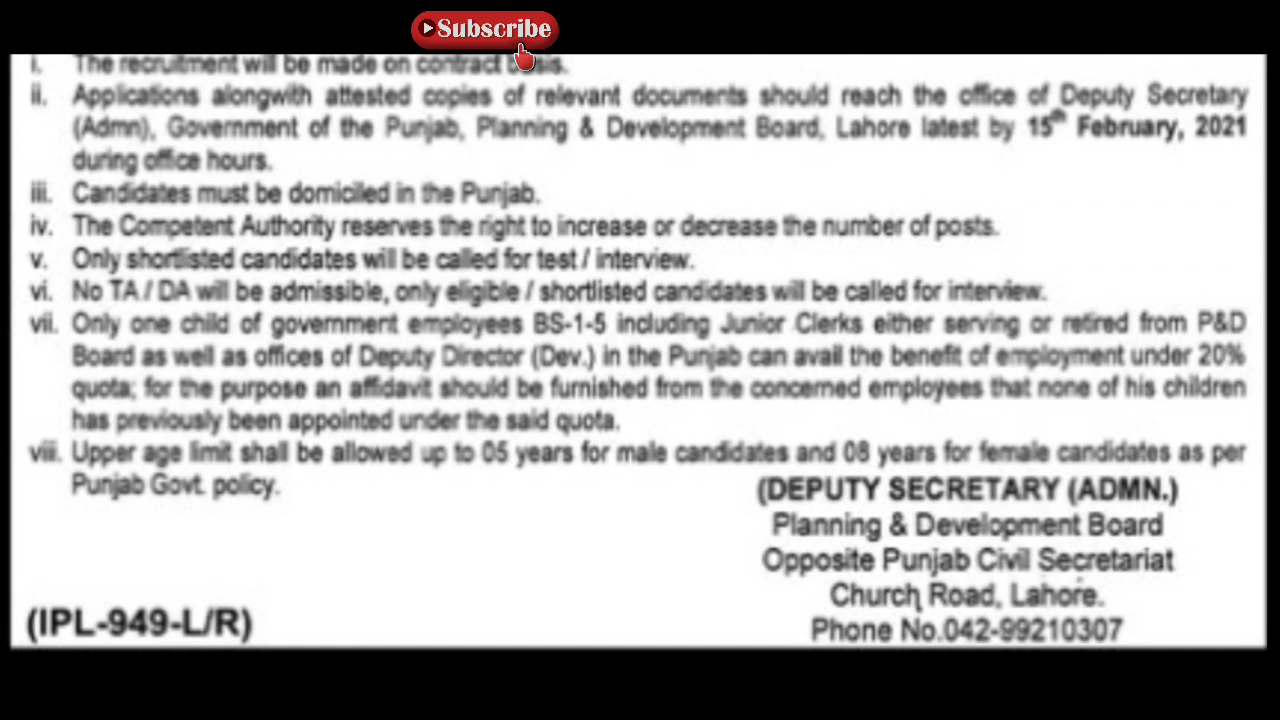 Subscribe
i. The recruitment will be made on contract basis.
ii. Applications alongwith attested copies of relevant documents should reach the office of Deputy Secretary
(Admn), Government of the Punjab, Planning & Development Board, Lahore latest by 15th February, 2021
during office hours.
iii. Candidates must be domiciled in the Punjab.
iv. The Competent Authority reserves the right to increase or decrease the number of posts.
v. Only shortlisted candidates will be called for test / interview.
vi. No TA / DA will be admissible, only eligible / shortlisted candidates will be called for interview.
vii. Only one child of government employees BS-1-5 including Junior Clerks either serving or retired from P&D
Board as well as offices of Deputy Director (Dev.) in the Punjab can avail the benefit of employment under 20%
quota; for the purpose an affidavit should be furnished from the concerned employees that none of his children
has previously been appointed under the said quota.
viii. Upper age limit shall be allowed up to 05 years for male candidates and 08 years for female candidates as per
Punjab Govt. policy.
(DEPUTY SECRETARY (ADMN.)
Planning & Development Board
Opposite Punjab Civil Secretariat
Church Road, Lahore.
Phone No.042-99210307
(IPL-949-L/R)